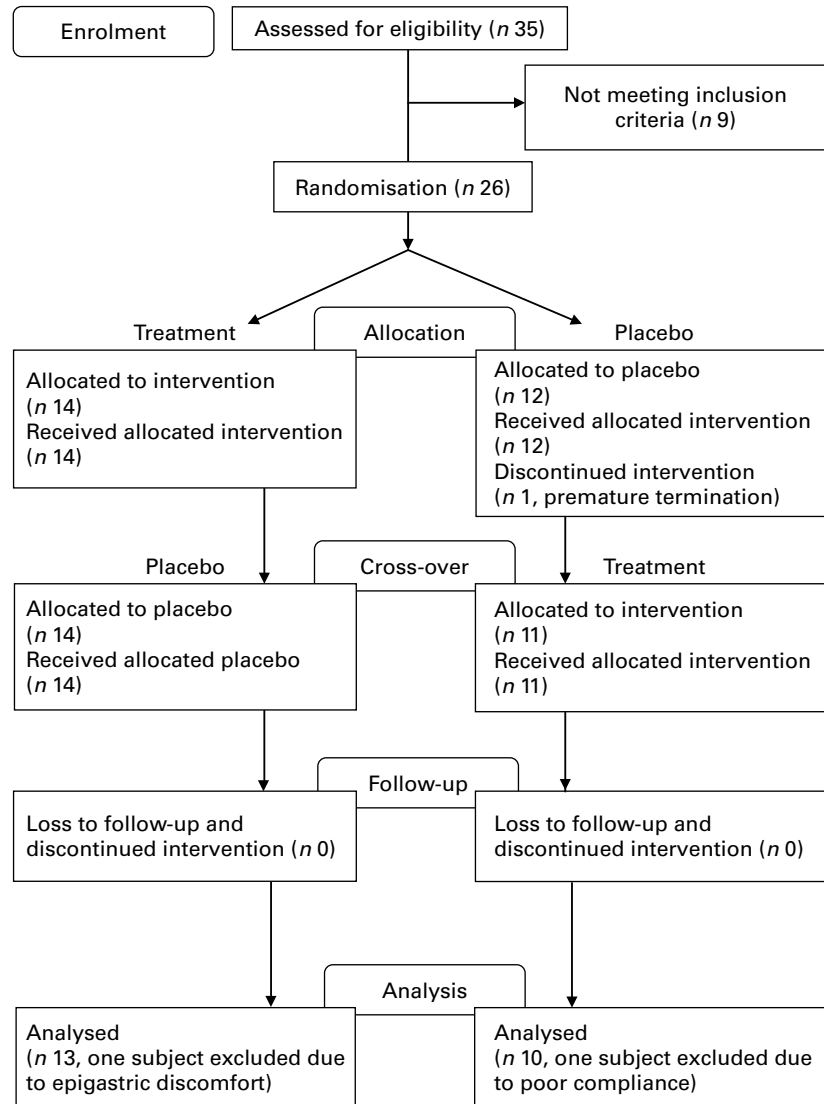 Enrolment
Assessed for eligibility (n 35)
Not meeting inclusion
criteria (n 9)
Randomisation (n 26)
Treatment
Allocation
Placebo
Allocated to intervention
(n 14)
Received allocated intervention
(n 14)
Allocated to placebo
(n 12)
Received allocated intervention
(n 12)
Discontinued intervention
(n 1, premature termination)
Placebo
Cross-over
Treatment
Allocated to placebo
(n 14)
Received allocated placebo
(n 14)
Allocated to intervention
(n 11)
Received allocated intervention
(n 11)
Follow-up
Loss to follow-up and
discontinued intervention (n 0)
Loss to follow-up and
discontinued intervention (n 0)
Analysis
Analysed
(n 13, one subject excluded due
to epigastric discomfort)
Analysed
(n 10, one subject excluded due
to poor compliance)